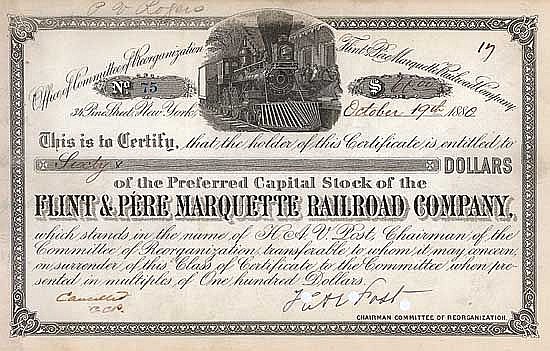 P V Rogers
Office of Committee of Reorganization
Flint & Pere Marquette Railroad Company
17
No. 75
$
34 Pine Street New York,
October 19th 1880
This is to Certify, that the holder of this Certificate is entitled to
Sixty x DOLLARS
of the Preferred Capital Stock of the
FLINT & PÈRE MARQUETTE RAILROAD COMPANY,
which stands in the name of H. A. V. Post, Chairman of the
Committee of Reorganization, transferable to whom it may concern,
on surrender of this Class of Certificate to the Committee when pre-
sented in multiples of One hundred Dollars.
Cancelled
Post
CHAIRMAN COMMITTEE OF REORGANIZATION.